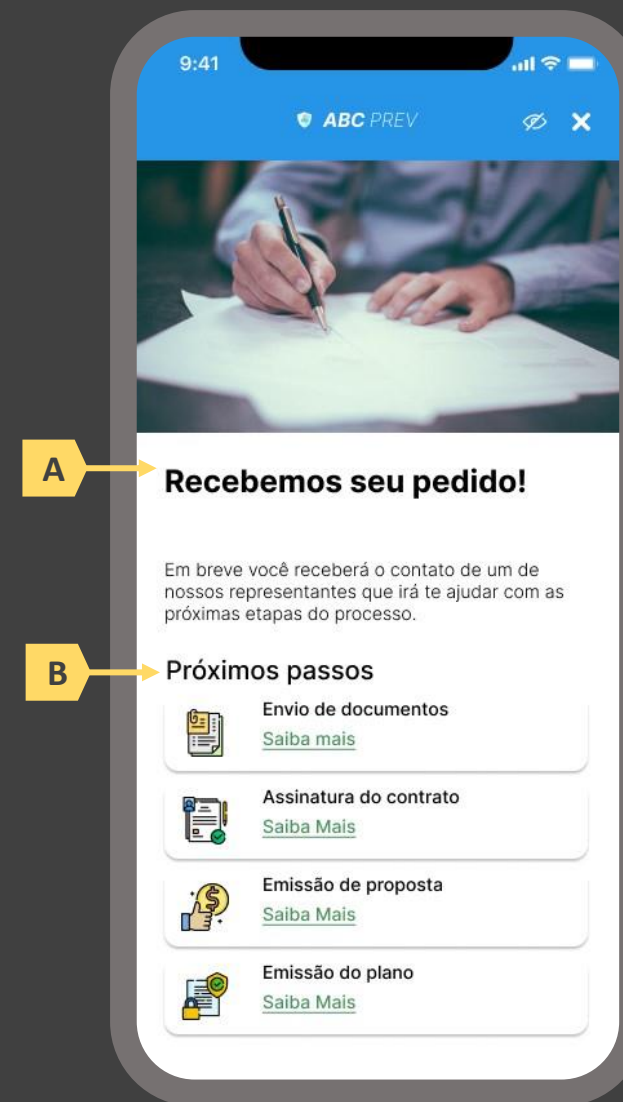 9:41
ABC PREV
A
Recebemos seu pedido!
Em breve você receberá o contato de um de
nossos representantes que irá te ajudar com as
próximas etapas do processo.
B
Próximos passos
Envio de documentos
Saiba mais
Assinatura do contrato
Saiba Mais
Emissão de proposta
Saiba Mais
Emissão do plano
Saiba Mais